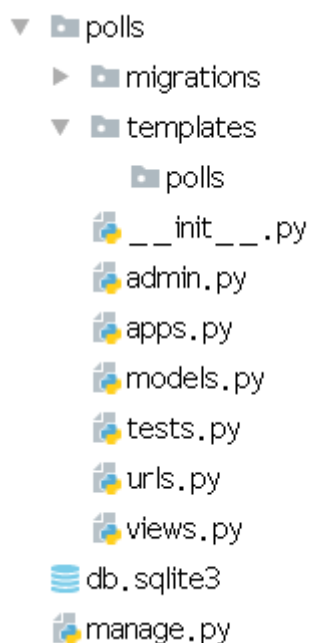 polls
migrations
templates
polls
__init__.py
admin.py
apps.py
models.py
tests.py
urls.py
views.py
db.sqlite3
manage.py